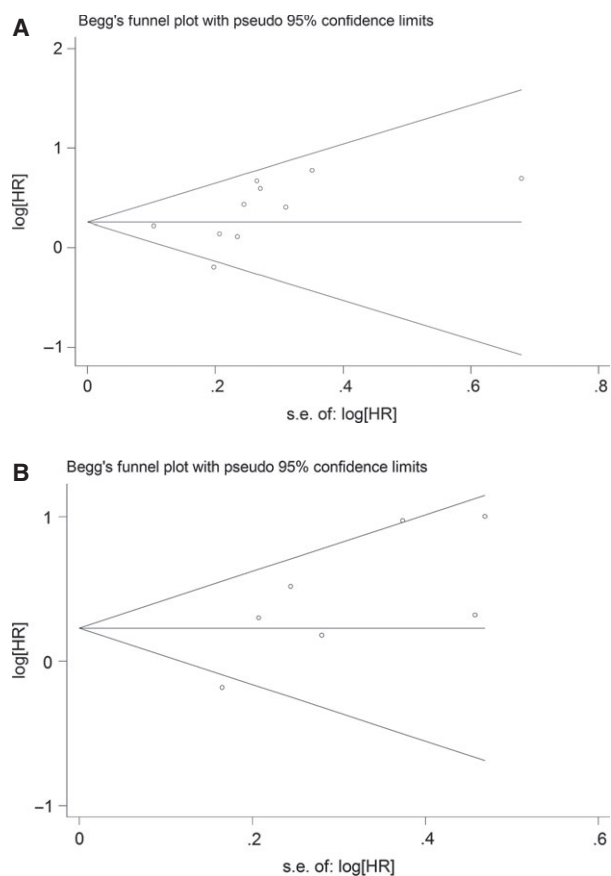 A
Begg's funnel plot with pseudo 95% confidence limits
2
1
0
−1
log[HR]
0
.2
.4
.6
.8
s.e. of: log[HR]
B
Begg's funnel plot with pseudo 95% confidence limits
1
0
−1
log[HR]
0
.2
.4
.6
s.e. of: log[HR]